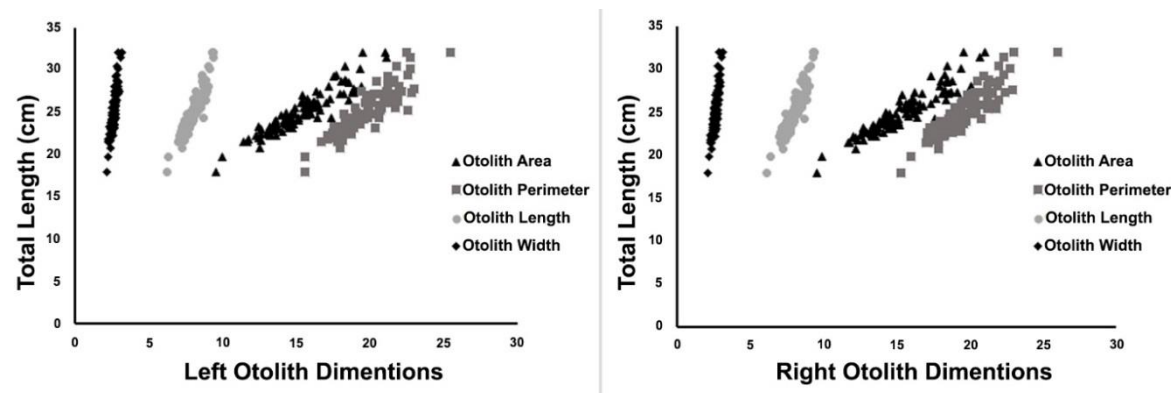 35
30
25
20
15
10
5
0
Total Length (cm)
0 5 10 15 20 25 30
Left Otolith Dimentions
Otolith Area
Otolith Perimeter
Otolith Length
Otolith Width
35
30
25
20
15
10
5
0
Total Length (cm)
0 5 10 15 20 25 30
Right Otolith Dimentions
Otolith Area
Otolith Perimeter
Otolith Length
Otolith Width